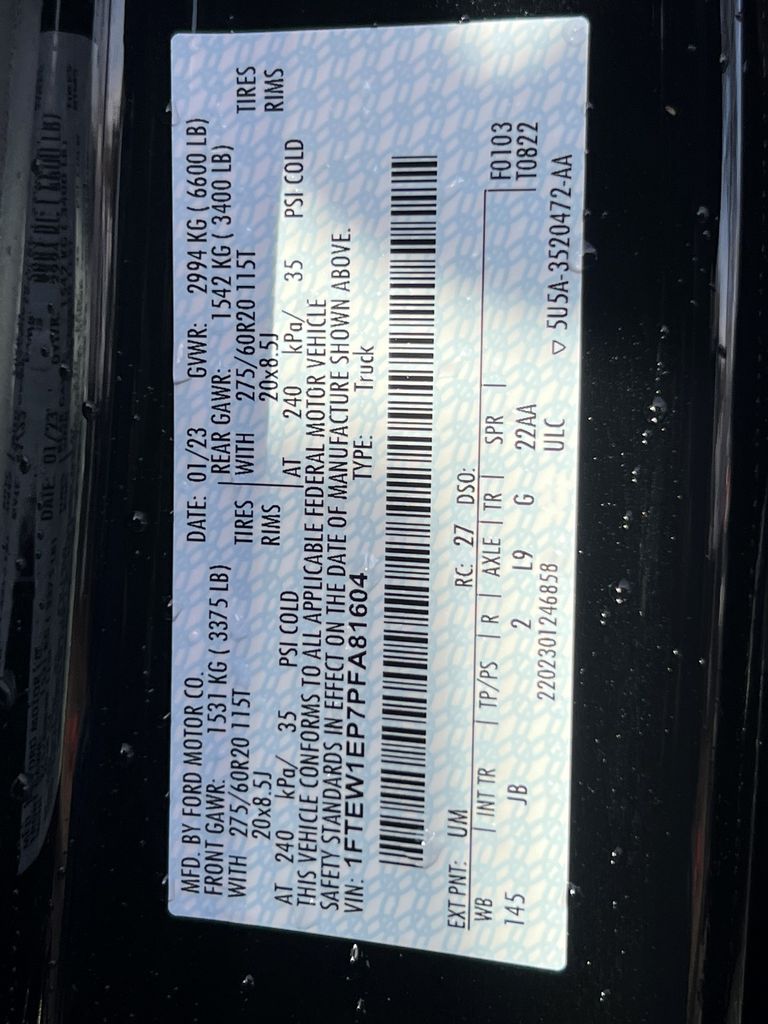 MFD. BY FORD MOTOR CO. DATE: 01/23 GVWR: 2994 KG ( 6600 LB)
FRONT GAWR: 1531 KG ( 3375 LB) REAR GAWR: 1542 KG ( 3400 LB)
WITH 275/60R20 115T TIRES WITH 275/60R20 115T TIRES
20x8.5J RIMS 20x8.5J RIMS
AT 240 kPa/ 35 PSI COLD AT 240 kPa/ 35 PSI COLD
THIS VEHICLE CONFORMS TO ALL APPLICABLE FEDERAL MOTOR VEHICLE
SAFETY STANDARDS IN EFFECT ON THE DATE OF MANUFACTURE SHOWN ABOVE.
VIN: 1FTEW1EP7PFA81604 TYPE: Truck
EXT PNT: UM RC: 27 DSO:
WB | INT TR | TP/PS | R | AXLE | TR | SPR | F0103
145 JB 2 L9 G 22AA T0822
2202301246858 ULC ▽ 5U5A-3520472-AA